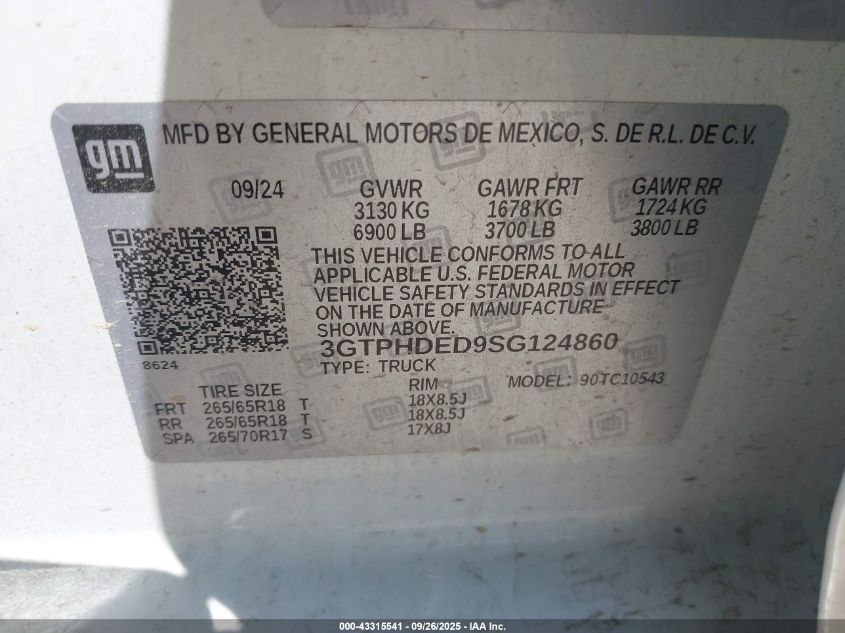 gm
MFD BY GENERAL MOTORS DE MEXICO, S. DE R.L. DE C.V.
09/24 GVWR GAWR FRT GAWR RR
3130 KG 1678 KG 1724 KG
6900 LB 3700 LB 3800 LB
THIS VEHICLE CONFORMS TO ALL
APPLICABLE U.S. FEDERAL MOTOR
VEHICLE SAFETY STANDARDS IN EFFECT
ON THE DATE OF MANUFACTURE
SHOWN ABOVE.
3GTPHDED9SG124860
8624
TYPE: TRUCK
TIRE SIZE RIM MODEL: 90TC10543
FRT 265/65R18 T 18X8.5J
RR 265/65R18 T 18X8.5J
SPA 265/70R17 S 17X8J
000-43315541 - 09/26/2025 - IAA Inc.